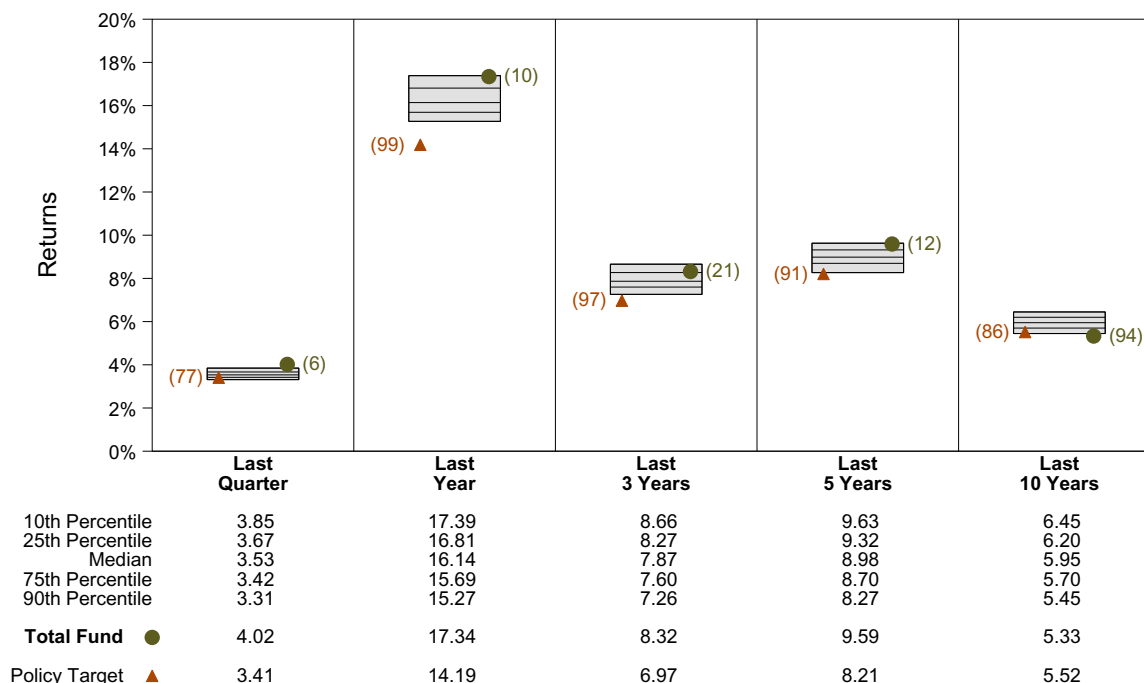 20%
18%
16%
14%
12%
10%
8%
6%
4%
2%
0%
Returns
(10)
(99)
(12)
(21)
(91)
(97)
(86)
(94)
(6)
(77)
Last Quarter
Last Year
Last 3 Years
Last 5 Years
Last 10 Years
10th Percentile 3.85 17.39 8.66 9.63 6.45
25th Percentile 3.67 16.81 8.27 9.32 6.20
Median 3.53 16.14 7.87 8.98 5.95
75th Percentile 3.42 15.69 7.60 8.70 5.70
90th Percentile 3.31 15.27 7.26 8.27 5.45
Total Fund 4.02 17.34 8.32 9.59 5.33
Policy Target 3.41 14.19 6.97 8.21 5.52